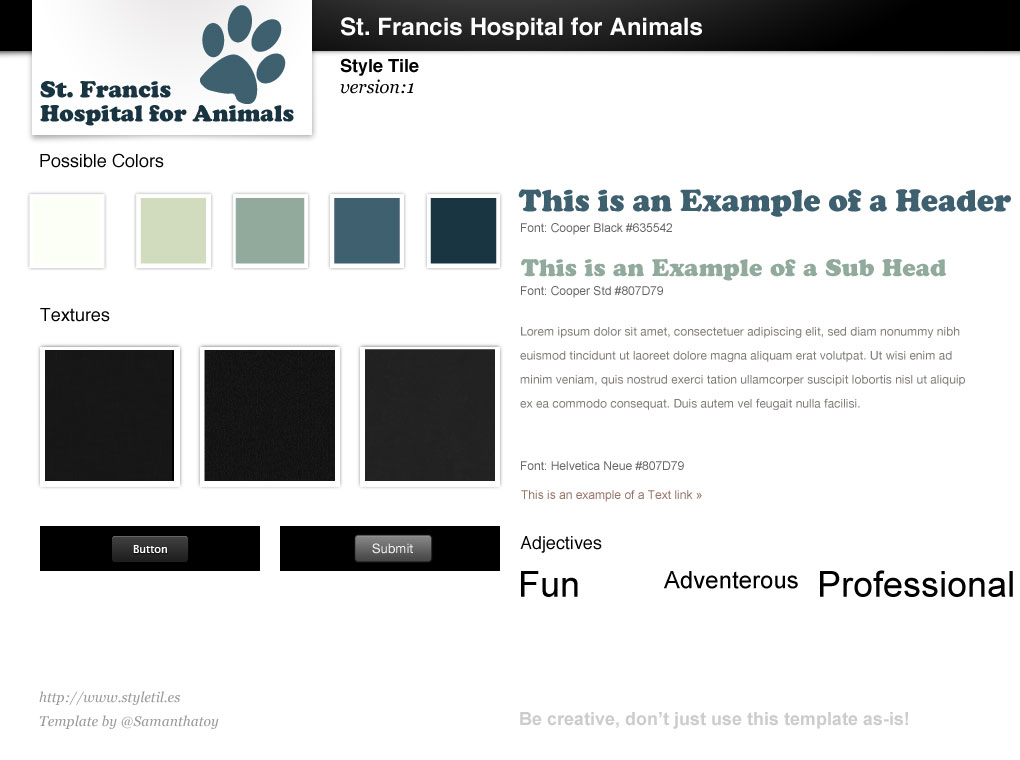 St. Francis Hospital for Animals
St. Francis
Hospital for Animals
Style Tile
version:1
Possible Colors
Textures
Button
Submit
This is an Example of a Header
Font: Cooper Black #635542
This is an Example of a Sub Head
Font: Cooper Std #807D79
Lorem ipsum dolor sit amet, consectetuer adipiscing elit, sed diam nonummy nibh
euismod tincidunt ut laoreet dolore magna aliquam erat volutpat. Ut wisi enim ad
minim veniam, quis nostrud exerci tation ullamcorper suscipit lobortis nisl ut aliquip
ex ea commodo consequat. Duis autem vel feugait nulla facilisi.
Font: Helvetica Neue #807D79
This is an example of a Text link »
Adjectives
Fun Adventerous Professional
http://www.styletil.es
Template by @Samanthatoy
Be creative, don’t just use this template as-is!